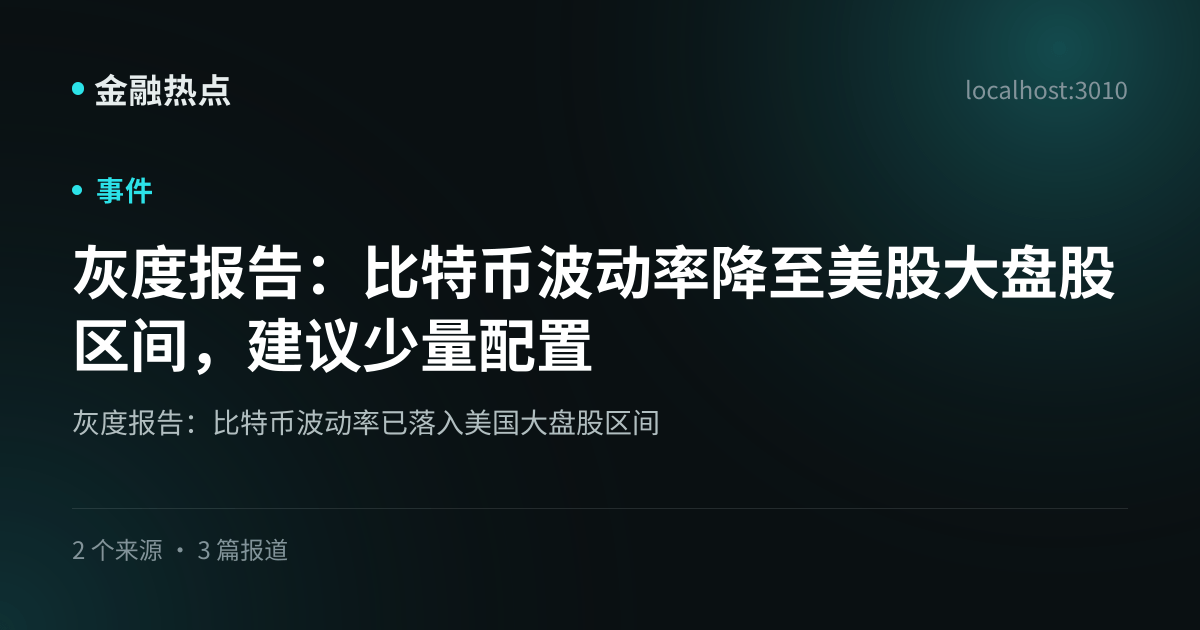 金融热点
localhost:3010
事件
灰度报告：比特币波动率降至美股大盘股
区间，建议少量配置
灰度报告：比特币波动率已落入美国大盘股区间
2 个来源 · 3 篇报道